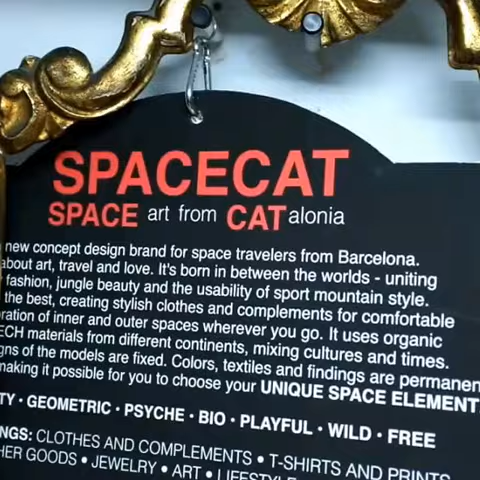 SPACECAT
SPACE art from CATalonia
new concept design brand for space travelers from Barcelona.
about art, travel and love. It's born in between the worlds - uniting
fashion, jungle beauty and the usability of sport mountain style.
the best, creating stylish clothes and complements for comfortable
ration of inner and outer spaces wherever you go. It uses organic
ECH materials from different continents, mixing cultures and times.
gns of the models are fixed. Colors, textiles and findings are permanen
making it possible for you to choose your UNIQUE SPACE ELEMENT
TY • GEOMETRIC • PSYCHE • BIO • PLAYFUL • WILD • FREE
NGS: CLOTHES AND COMPLEMENTS • T-SHIRTS AND PRINTS
HER GOODS • JEWELRY • ART • LIFESTYLE